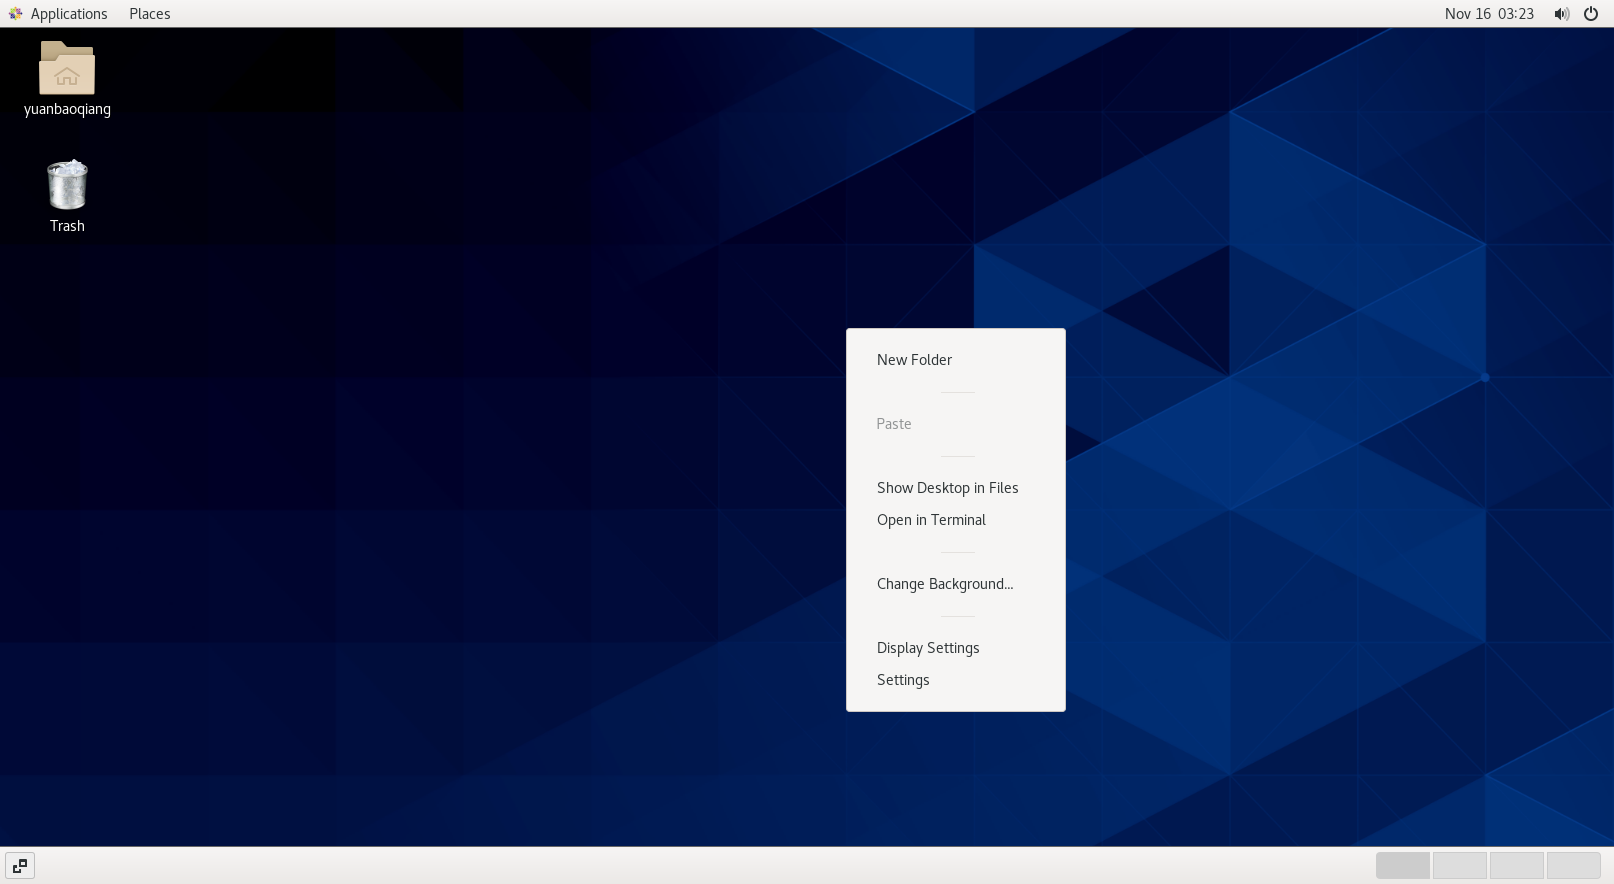 Applications Places Nov 16 03:23
yuanbaoqiang
Trash
New Folder
Paste
Show Desktop in Files
Open in Terminal
Change Background...
Display Settings
Settings